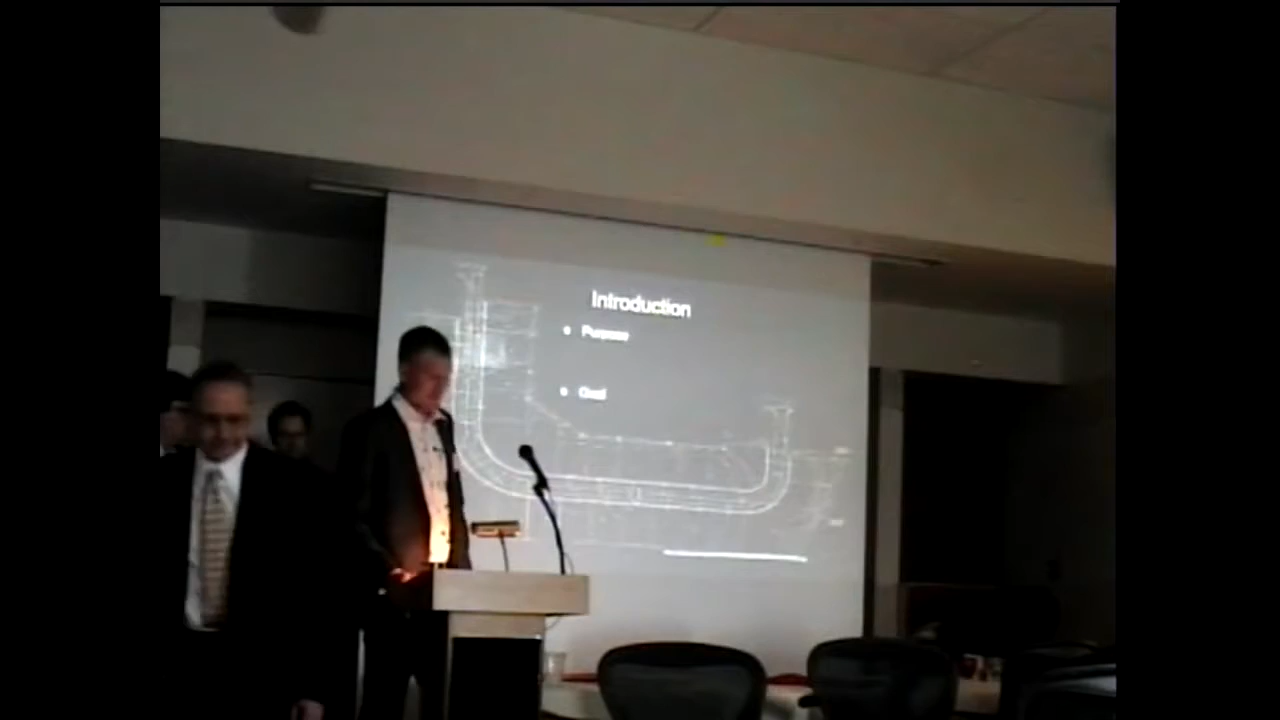 Introduction
• Purpose
• Goal